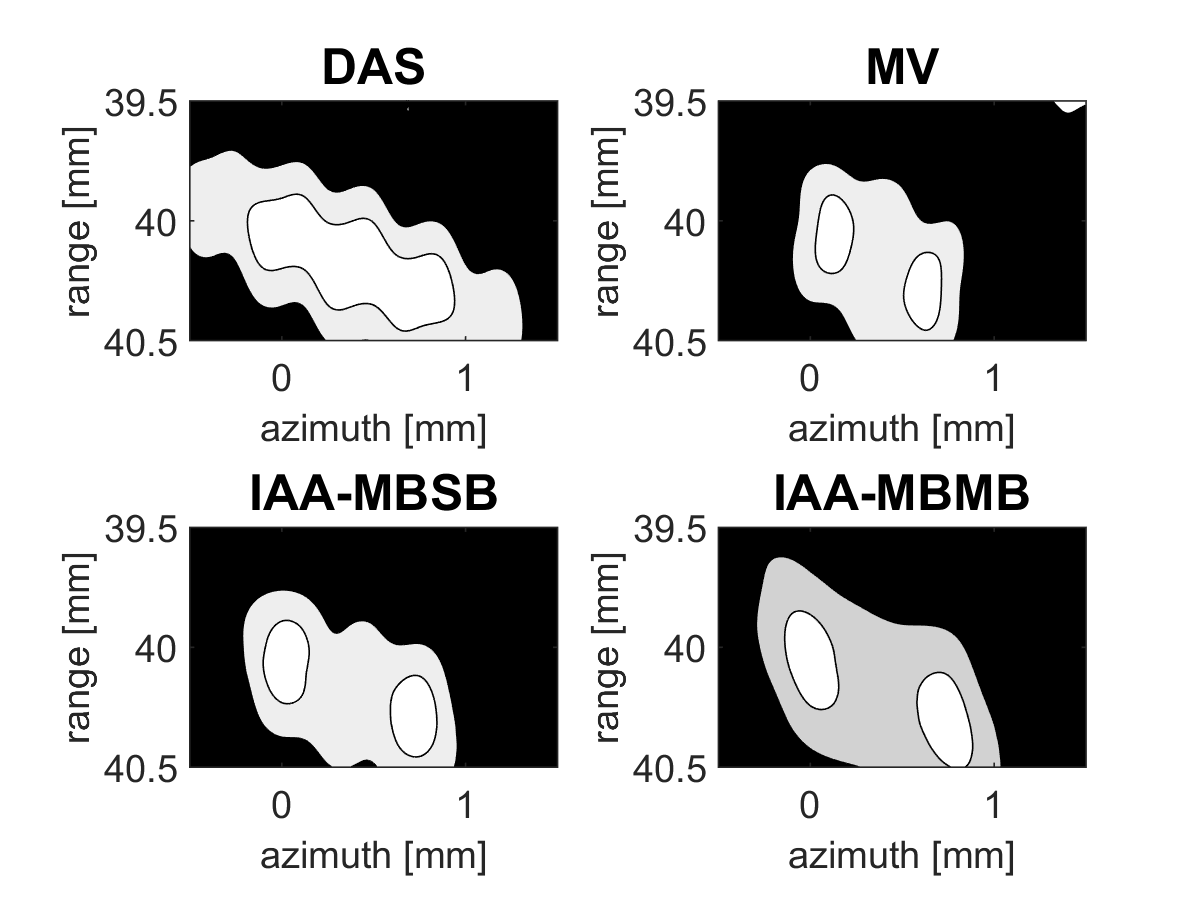 DAS
39.5
40
40.5
range [mm]
0 1
azimuth [mm]
MV
39.5
40
40.5
range [mm]
0 1
azimuth [mm]
IAA-MBSB
39.5
40
40.5
range [mm]
0 1
azimuth [mm]
IAA-MBMB
39.5
40
40.5
range [mm]
0 1
azimuth [mm]